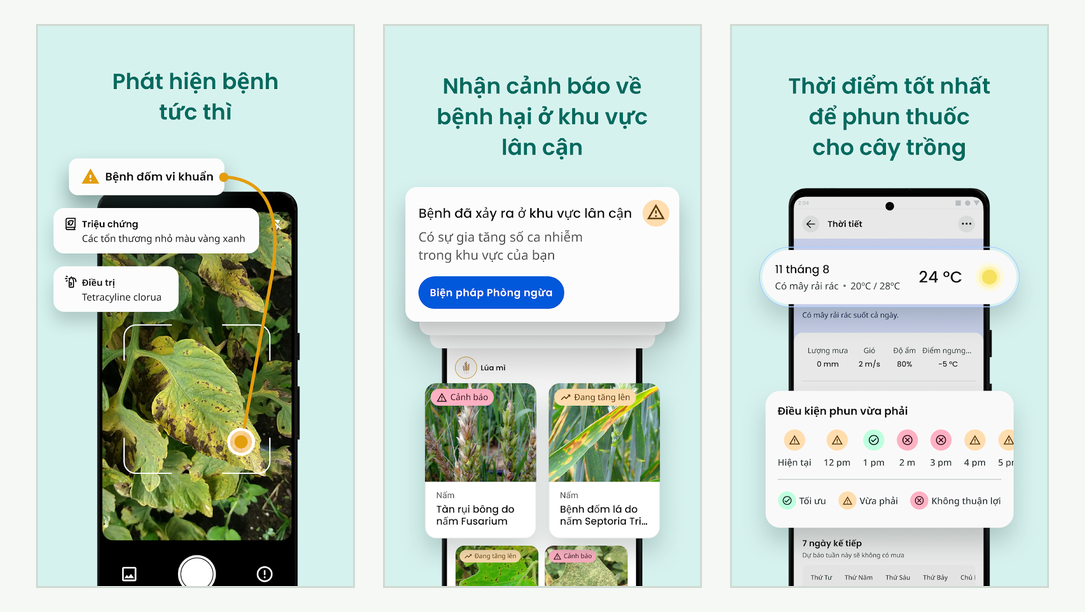 Phát hiện bệnh
tức thì
Bệnh đốm vi khuẩn
Triệu chứng
Các tổn thương nhỏ màu vàng xanh
Điều trị
Tetracyline clorua
Nhận cảnh báo về
bệnh hại ở khu vực
lân cận
Bệnh đã xảy ra ở khu vực lân cận
Có sự gia tăng số ca nhiễm
trong khu vực của bạn
Biện pháp Phòng ngừa
Lúa mì
Cảnh báo
Đang tăng lên
Nấm
Tàn rụi bông do
nấm Fusarium
Nấm
Bệnh đốm lá do
nấm Septoria Tri...
Đang tăng lên
Cảnh báo
Thời điểm tốt nhất
để phun thuốc
cho cây trồng
Thời tiết
11 tháng 8
Có mây rải rác • 20°C / 28°C
24 °C
Có mây rải rác suốt cả ngày.
Lượng mưa Gió Độ ẩm Điểm ngưng...
0 mm 2 m/s 80% -5 °C
Điều kiện phun vừa phải
Hiện tại 12 pm 1 pm 2 m 3 pm 4 pm 5 pm
Tối ưu Vừa phải Không thuận lợi
7 ngày kế tiếp
Dự báo tuần này sẽ không có mưa
Thứ Tư Thứ Năm Thứ Sáu Thứ Bảy Chủ